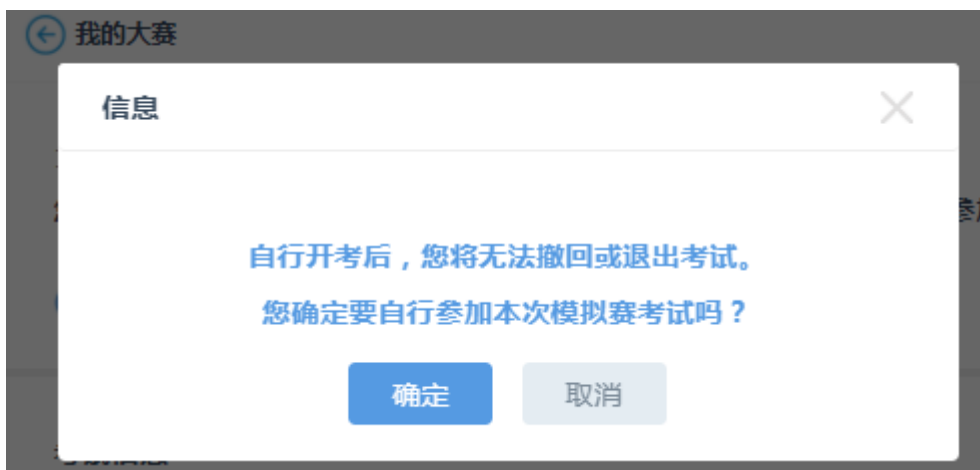 我的大赛
信息
自行开考后，您将无法撤回或退出考试。
您确定要自行参加本次模拟赛考试吗？
确定
取消